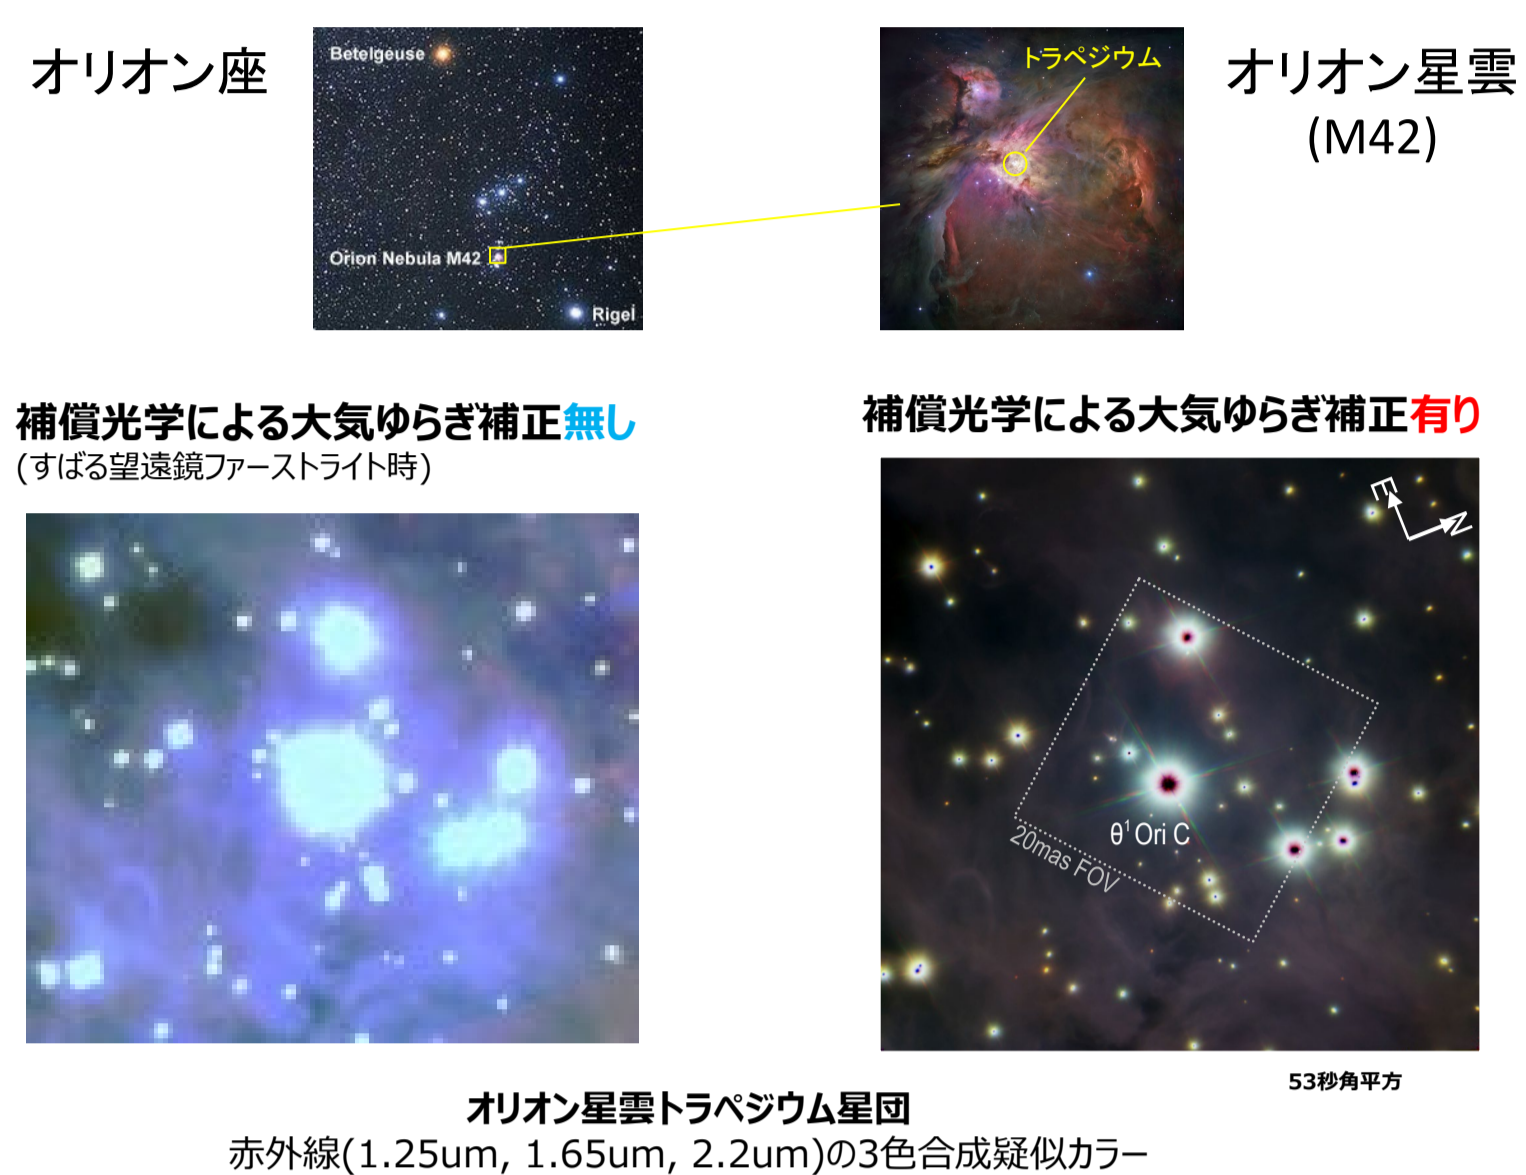 オリオン座
Betelgeuse
Orion Nebula M42
Rigel
トラペジウム
オリオン星雲
(M42)
補償光学による大気ゆらぎ補正無し
(すばる望遠鏡ファーストライト時)
補償光学による大気ゆらぎ補正有り
E
N
θ¹ Ori C
20mas FOV
53秒角平方
オリオン星雲トラペジウム星団
赤外線(1.25um, 1.65um, 2.2um)の3色合成疑似カラー